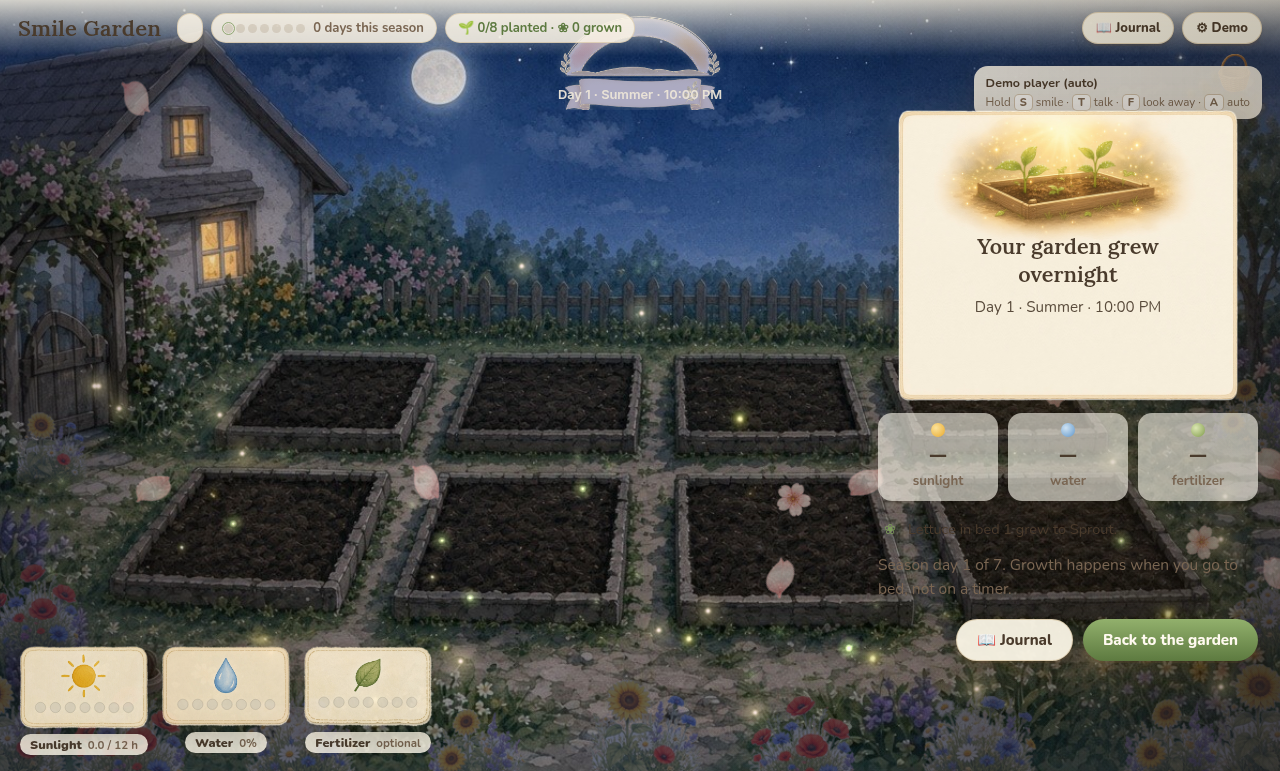 Smile Garden
0 days this season
🌱 0/8 planted · ❀ 0 grown
📖 Journal
⚙ Demo
Day 1 · Summer · 10:00 PM
Demo player (auto)
Hold S smile · T talk · F look away · A auto
Your garden grew
overnight
Day 1 · Summer · 10:00 PM
— — —
sunlight water fertilizer
in bed 1 grew to Sprout
Season day 1 of 7. Growth happens when you go to
bed, not on a timer.
📖 Journal
Back to the garden
Sunlight 0.0 / 12 h
Water 0%
Fertilizer optional